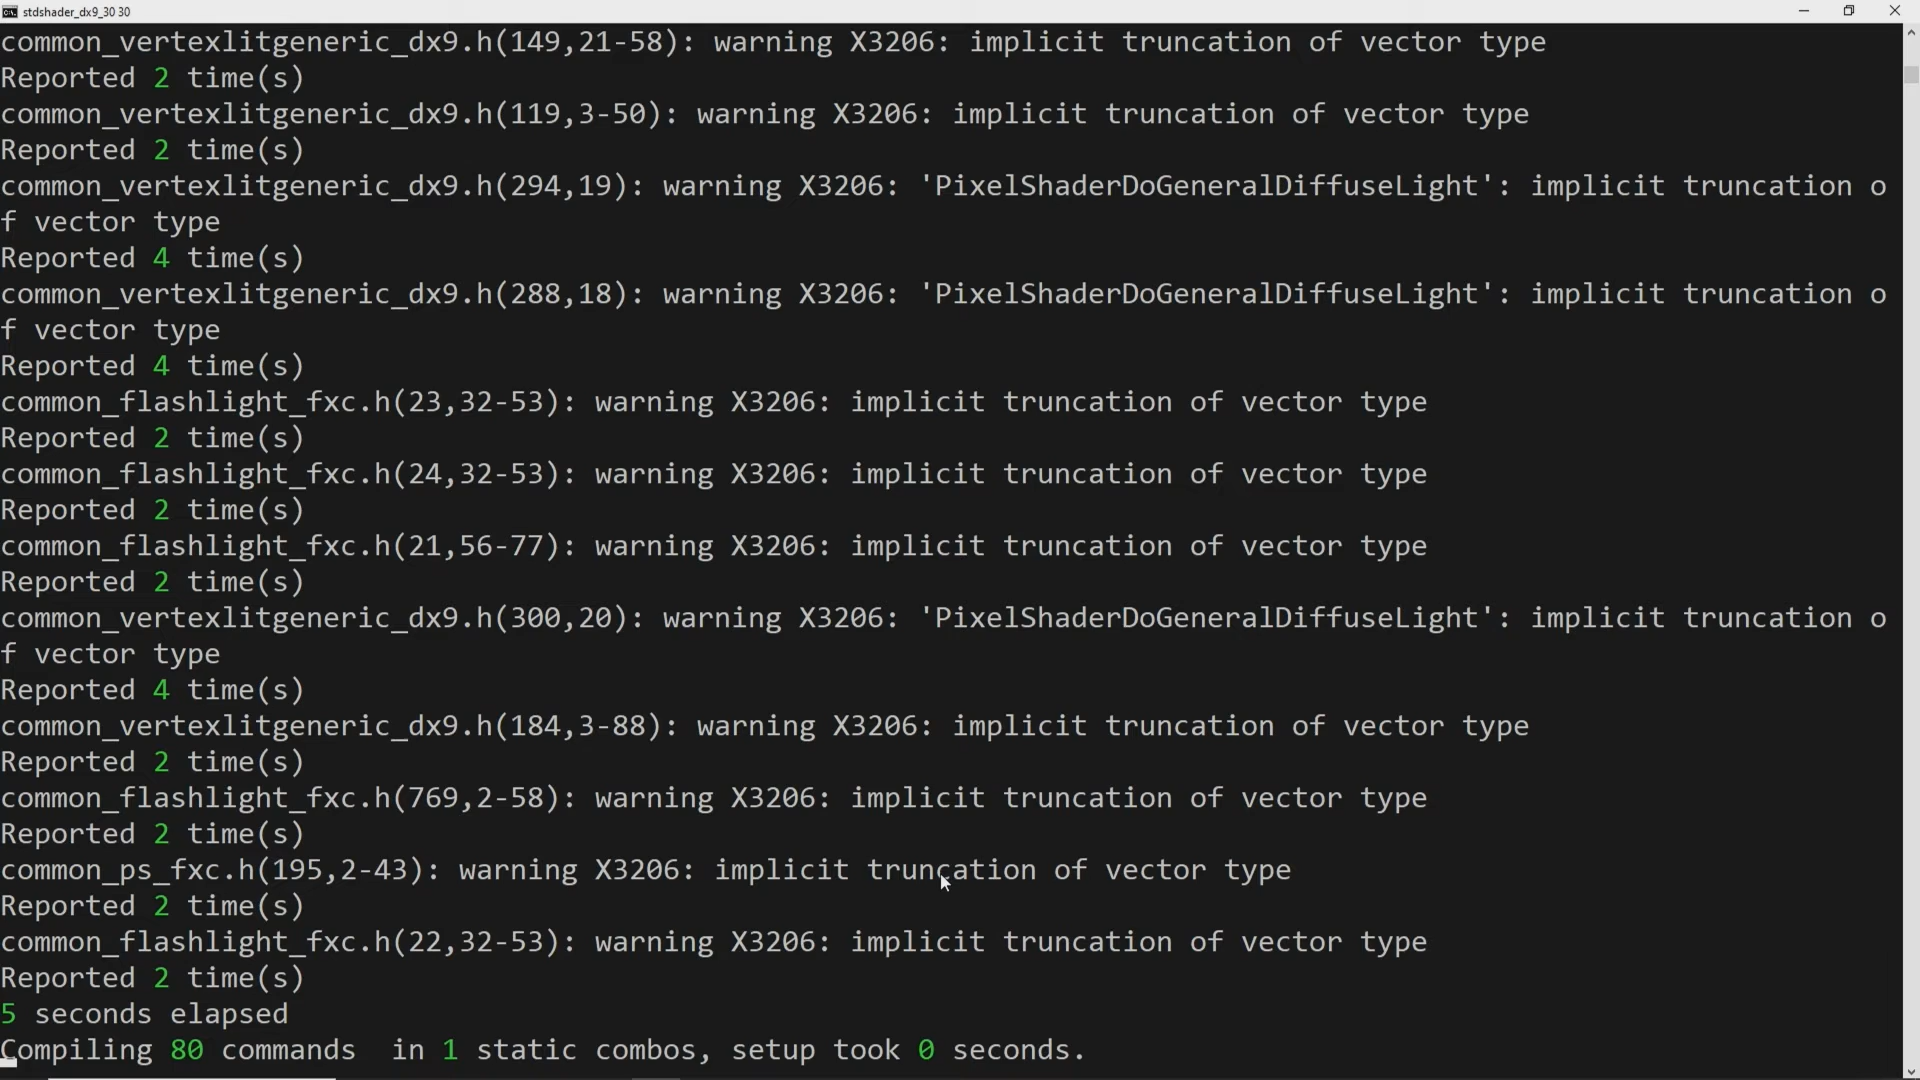 stdshader_dx9_30 30
common_vertexlitgeneric_dx9.h(149,21-58): warning X3206: implicit truncation of vector type
Reported 2 time(s)
common_vertexlitgeneric_dx9.h(119,3-50): warning X3206: implicit truncation of vector type
Reported 2 time(s)
common_vertexlitgeneric_dx9.h(294,19): warning X3206: 'PixelShaderDoGeneralDiffuseLight': implicit truncation o
f vector type
Reported 4 time(s)
common_vertexlitgeneric_dx9.h(288,18): warning X3206: 'PixelShaderDoGeneralDiffuseLight': implicit truncation o
f vector type
Reported 4 time(s)
common_flashlight_fxc.h(23,32-53): warning X3206: implicit truncation of vector type
Reported 2 time(s)
common_flashlight_fxc.h(24,32-53): warning X3206: implicit truncation of vector type
Reported 2 time(s)
common_flashlight_fxc.h(21,56-77): warning X3206: implicit truncation of vector type
Reported 2 time(s)
common_vertexlitgeneric_dx9.h(300,20): warning X3206: 'PixelShaderDoGeneralDiffuseLight': implicit truncation o
f vector type
Reported 4 time(s)
common_vertexlitgeneric_dx9.h(184,3-88): warning X3206: implicit truncation of vector type
Reported 2 time(s)
common_flashlight_fxc.h(769,2-58): warning X3206: implicit truncation of vector type
Reported 2 time(s)
common_ps_fxc.h(195,2-43): warning X3206: implicit truncation of vector type
Reported 2 time(s)
common_flashlight_fxc.h(22,32-53): warning X3206: implicit truncation of vector type
Reported 2 time(s)
5 seconds elapsed
Compiling 80 commands  in 1 static combos, setup took 0 seconds.